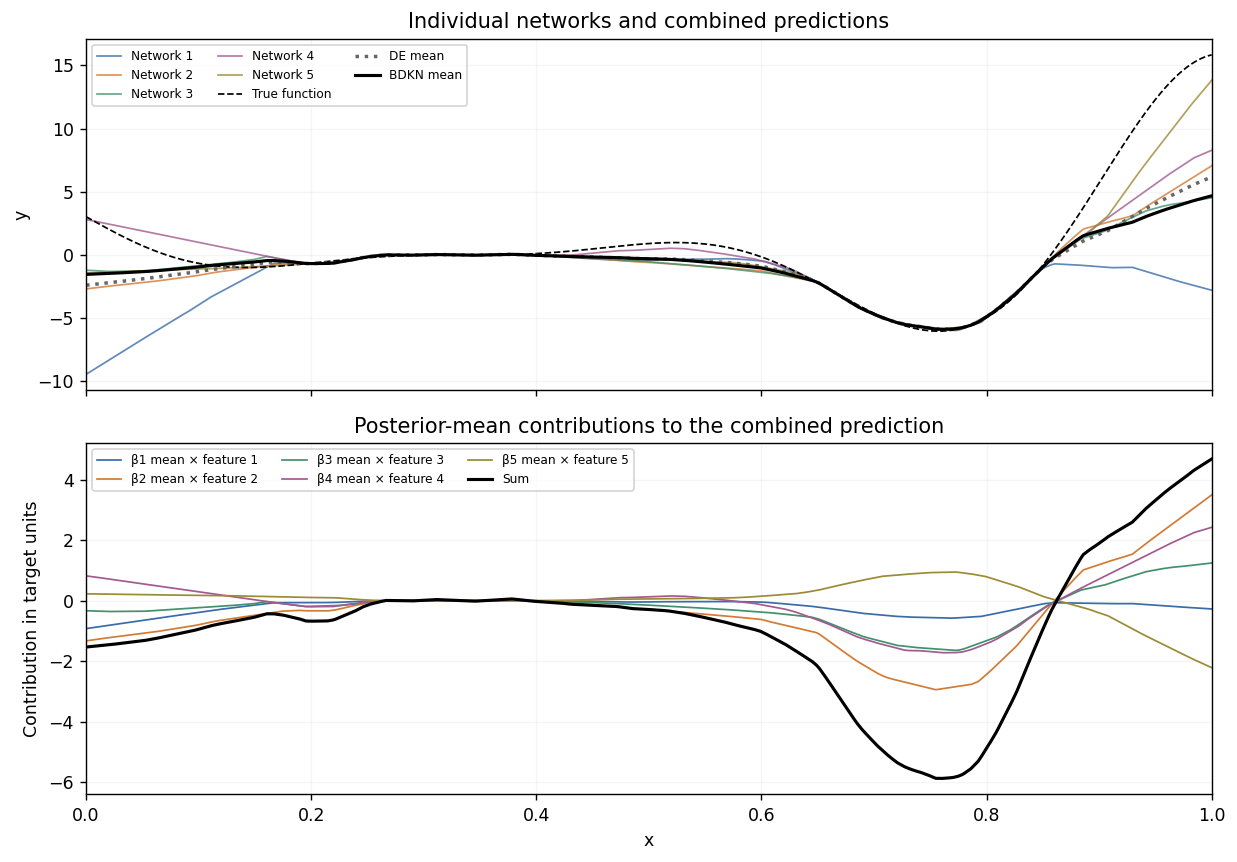 Individual networks and combined predictions
Network 1
Network 2
Network 3
Network 4
Network 5
True function
DE mean
BDKN mean
15
10
5
0
−5
−10
y
Posterior-mean contributions to the combined prediction
β1 mean × feature 1
β2 mean × feature 2
β3 mean × feature 3
β4 mean × feature 4
β5 mean × feature 5
Sum
4
2
0
−2
−4
−6
Contribution in target units
0.0 0.2 0.4 0.6 0.8 1.0
x